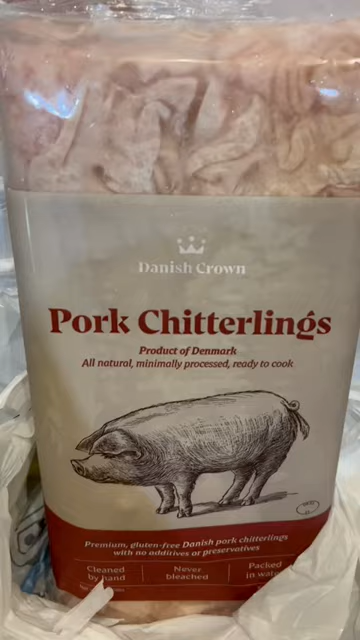 Danish Crown
Pork Chitterlings
Product of Denmark
All natural, minimally processed, ready to cook
Premium, gluten-free Danish pork chitterlings
with no additives or preservatives
Cleaned
by hand
Never
bleached
Packed
in water